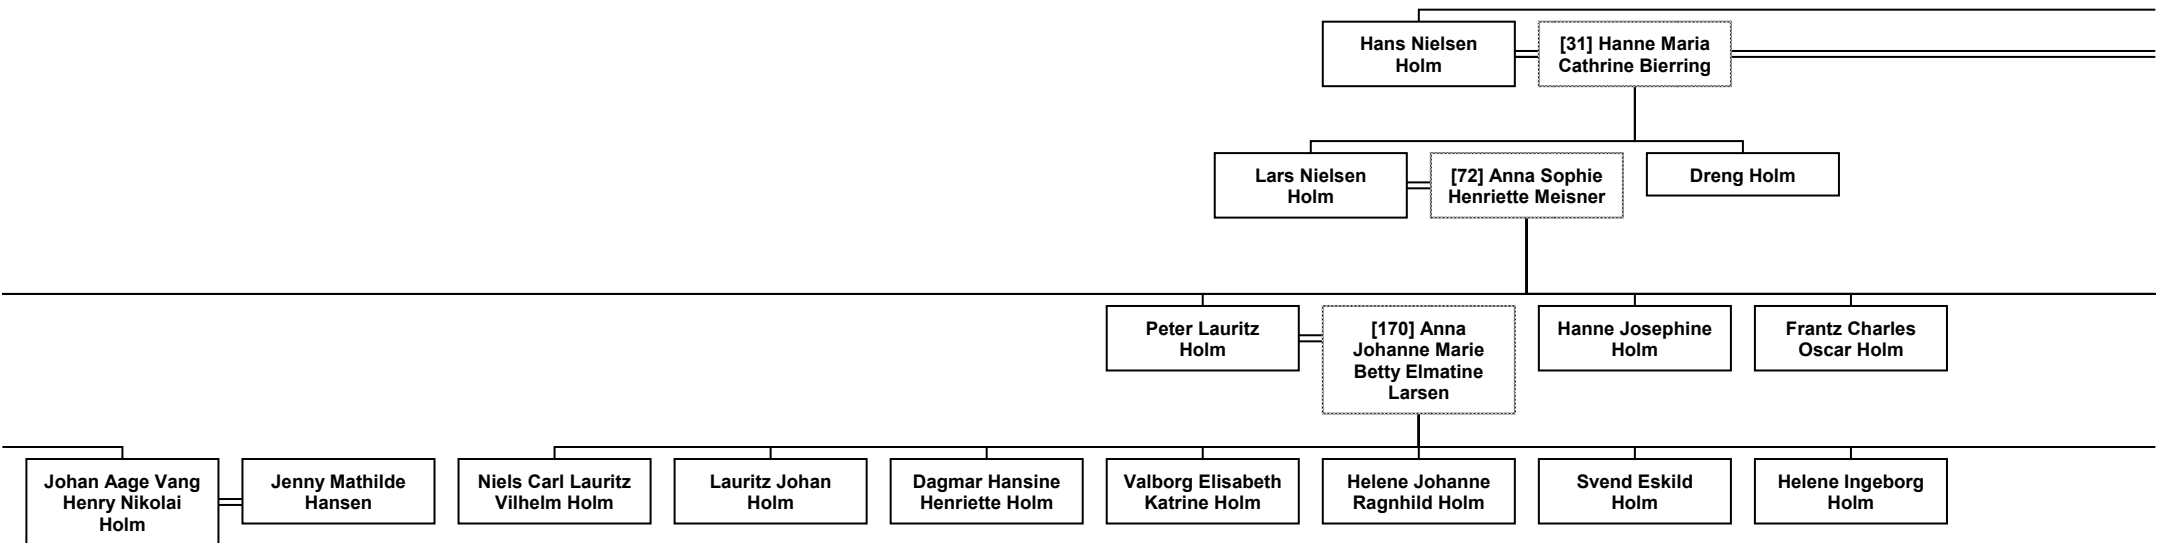 Hans Nielsen
Holm
[31] Hanne Maria
Cathrine Bierring
Lars Nielsen
Holm
[72] Anna Sophie
Henriette Meisner
Dreng Holm
Peter Lauritz
Holm
[170] Anna
Johanne Marie
Betty Elmatine
Larsen
Hanne Josephine
Holm
Frantz Charles
Oscar Holm
Johan Aage Vang
Henry Nikolai
Holm
Jenny Mathilde
Hansen
Niels Carl Lauritz
Vilhelm Holm
Lauritz Johan
Holm
Dagmar Hansine
Henriette Holm
Valborg Elisabeth
Katrine Holm
Helene Johanne
Ragnhild Holm
Svend Eskild
Holm
Helene Ingeborg
Holm